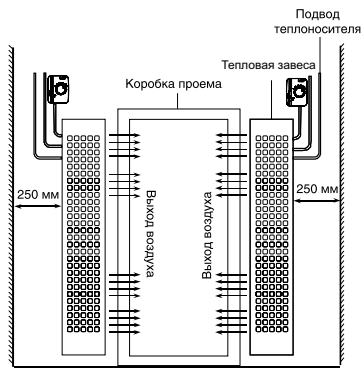 Подвод
теплоносителя
Тепловая завеса
Коробка проема
250 мм
Выход воздуха
Выход воздуха
250 мм